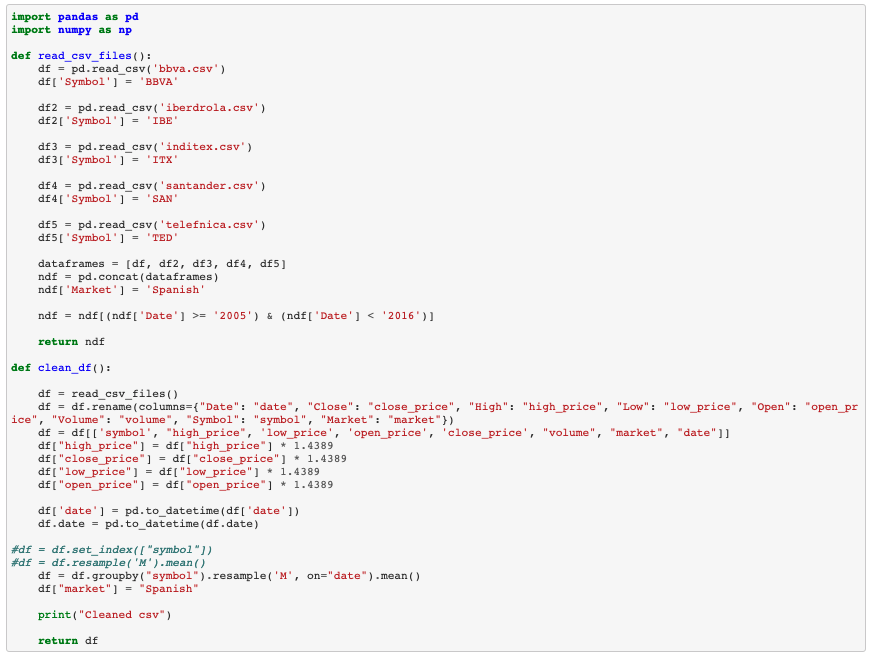 import pandas as pd
import numpy as np

def read_csv_files():
    df = pd.read_csv('bbva.csv')
    df['Symbol'] = 'BBVA'

    df2 = pd.read_csv('iberdrola.csv')
    df2['Symbol'] = 'IBE'

    df3 = pd.read_csv('inditex.csv')
    df3['Symbol'] = 'ITX'

    df4 = pd.read_csv('santander.csv')
    df4['Symbol'] = 'SAN'

    df5 = pd.read_csv('telefnica.csv')
    df5['Symbol'] = 'TED'

    dataframes = [df, df2, df3, df4, df5]
    ndf = pd.concat(dataframes)
    ndf['Market'] = 'Spanish'

    ndf = ndf[(ndf['Date'] >= '2005') & (ndf['Date'] < '2016')]

    return ndf

def clean_df():

    df = read_csv_files()
    df = df.rename(columns={"Date": "date", "Close": "close_price", "High": "high_price", "Low": "low_price", "Open": "open_pr
ice", "Volume": "volume", "Symbol": "symbol", "Market": "market"})
    df = df[['symbol', "high_price", 'low_price', 'open_price', 'close_price', "volume", "market", "date"]]
    df["high_price"] = df["high_price"] * 1.4389
    df["close_price"] = df["close_price"] * 1.4389
    df["low_price"] = df["low_price"] * 1.4389
    df["open_price"] = df["open_price"] * 1.4389

    df['date'] = pd.to_datetime(df['date'])
    df.date = pd.to_datetime(df.date)

#df = df.set_index(["symbol"])
#df = df.resample('M').mean()
    df = df.groupby("symbol").resample('M', on="date").mean()
    df["market"] = "Spanish"

    print("Cleaned csv")

    return df